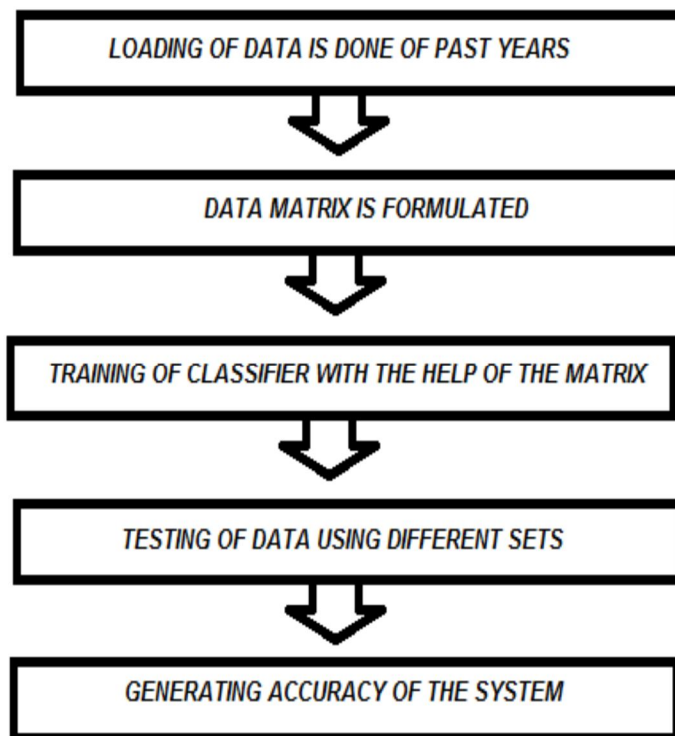 LOADING OF DATA IS DONE OF PAST YEARS
DATA MATRIX IS FORMULATED
TRAINING OF CLASSIFIER WITH THE HELP OF THE MATRIX
TESTING OF DATA USING DIFFERENT SETS
GENERATING ACCURACY OF THE SYSTEM